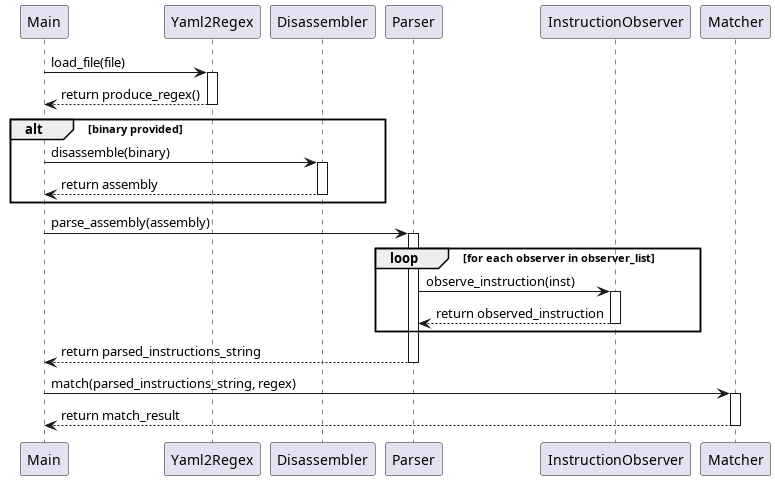 Main Yaml2Regex Disassembler Parser InstructionObserver Matcher
load_file(file)
return produce_regex()
alt [binary provided]
disassemble(binary)
return assembly
parse_assembly(assembly)
loop [for each observer in observer_list]
observe_instruction(inst)
return observed_instruction
return parsed_instructions_string
match(parsed_instructions_string, regex)
return match_result
Main Yaml2Regex Disassembler Parser InstructionObserver Matcher